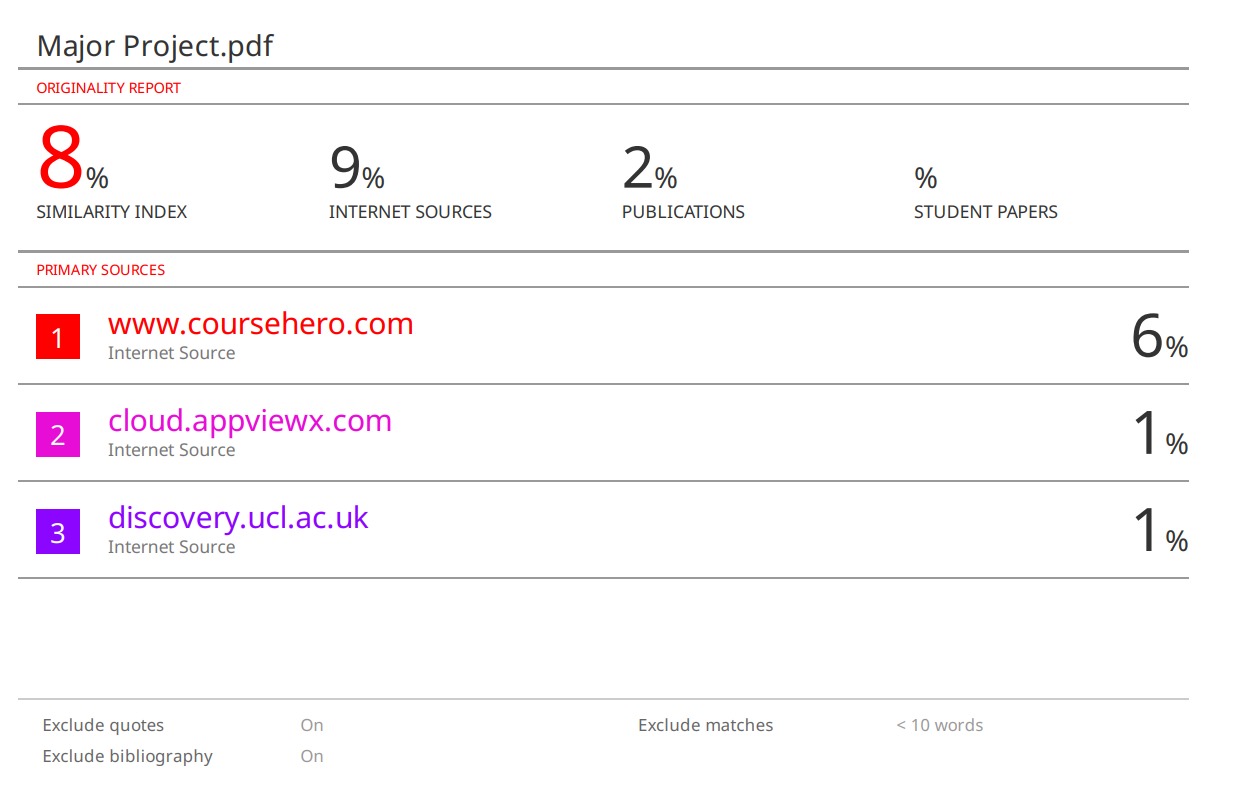 Major Project.pdf
ORIGINALITY REPORT
8%
SIMILARITY INDEX
9%
INTERNET SOURCES
2%
PUBLICATIONS
%
STUDENT PAPERS
PRIMARY SOURCES
1
www.coursehero.com
Internet Source
6%
2
cloud.appviewx.com
Internet Source
1%
3
discovery.ucl.ac.uk
Internet Source
1%
Exclude quotes On
Exclude matches < 10 words
Exclude bibliography On